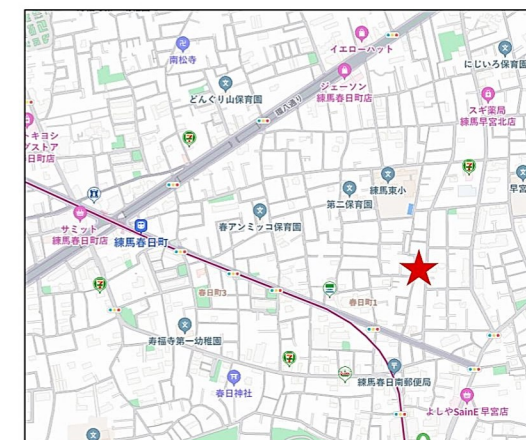 イエローハット
南松寺
にじいろ保育園
ジェーソン
練馬春日町店
どんぐり山保育園
環八通り
スギ薬局
練馬早宮北店
トキヨシ
グストア
日町店
練馬東小
第二保育園
早宮
サミット
練馬春日町店
練馬春日町
春アンミッコ保育園
春日町3
春日町1
寿福寺第一幼稚園
練馬春日南郵便局
春日神社
よしやSainE 早宮店